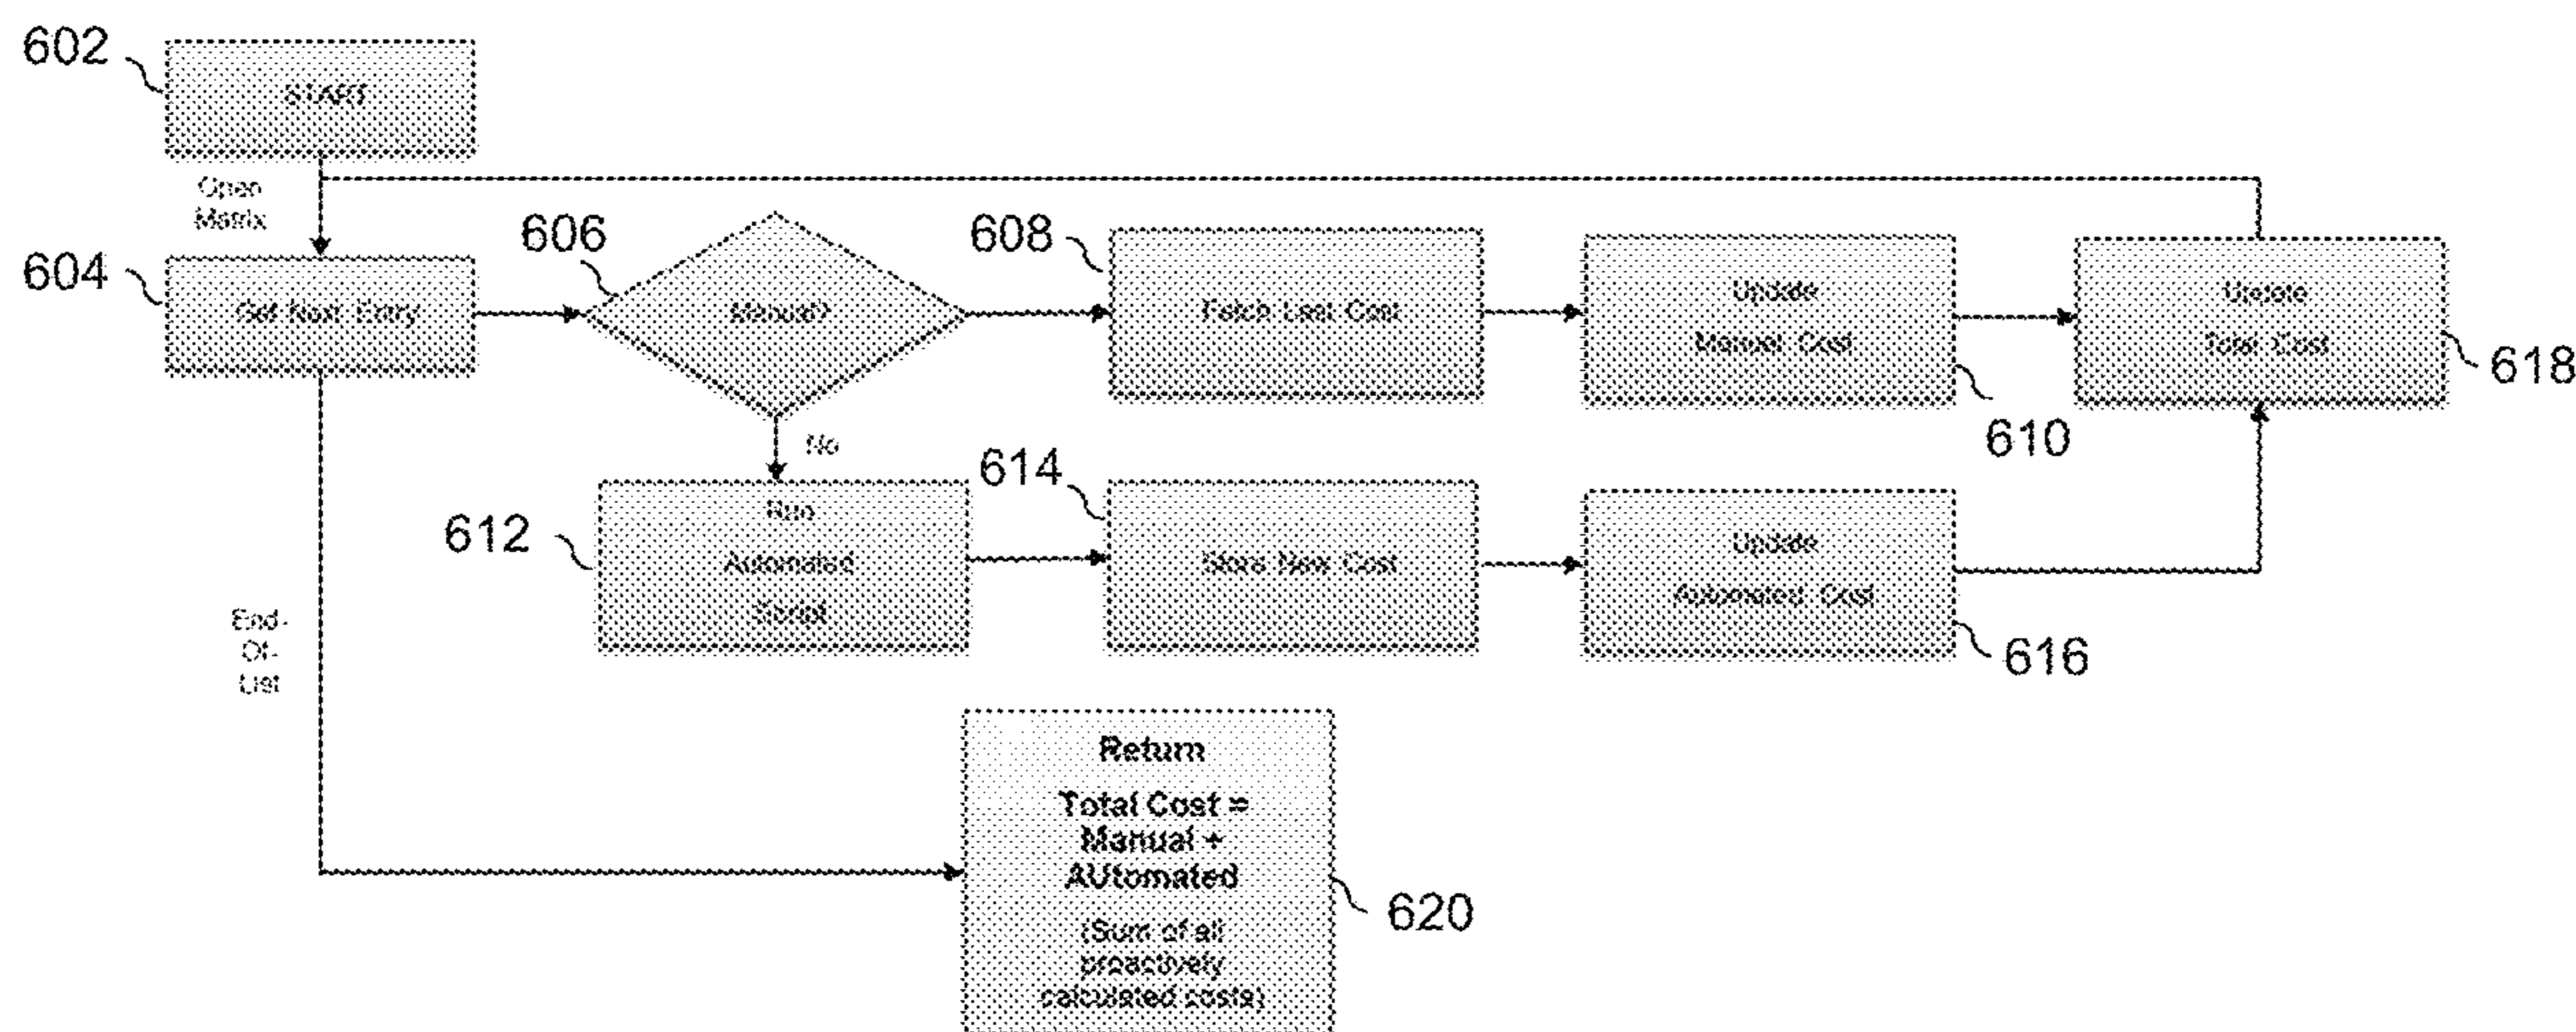 602
START
Open
Matrix
604
Get Next Entry
606
Manual?
608
Fetch Last Cost
Update
Manual Cost
610
Update
Total Cost
618
No
612
Run
Automated
Script
614
Store New Cost
Update
Automated Cost
616
End-
Of-
List
Return
Total Cost =
Manual +
AUtomated
(Sum of all
proactively
calculated costs)
620